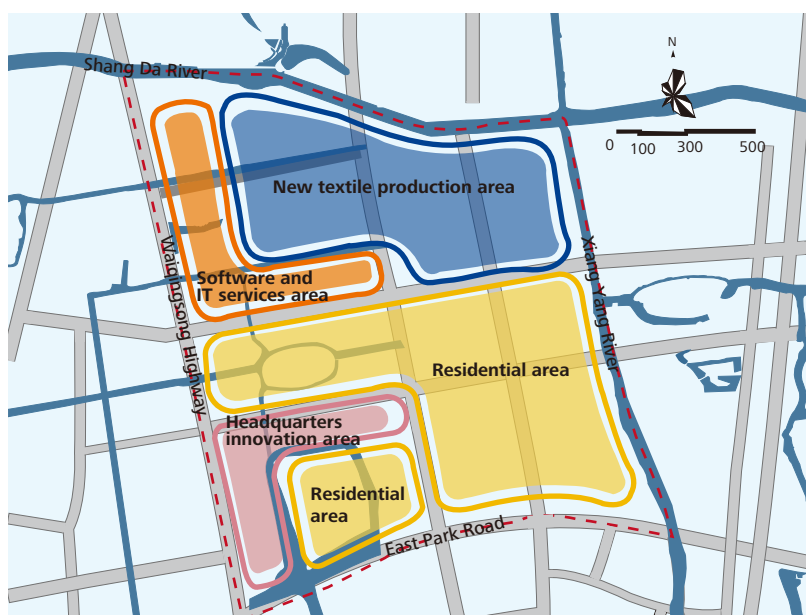 N
Shang Da River
0 100 300 500
New textile production area
Waiqingsong Highway
Xiang Yang River
Software and
IT services area
Residential area
Headquarters
innovation area
Residential
area
East Park Road